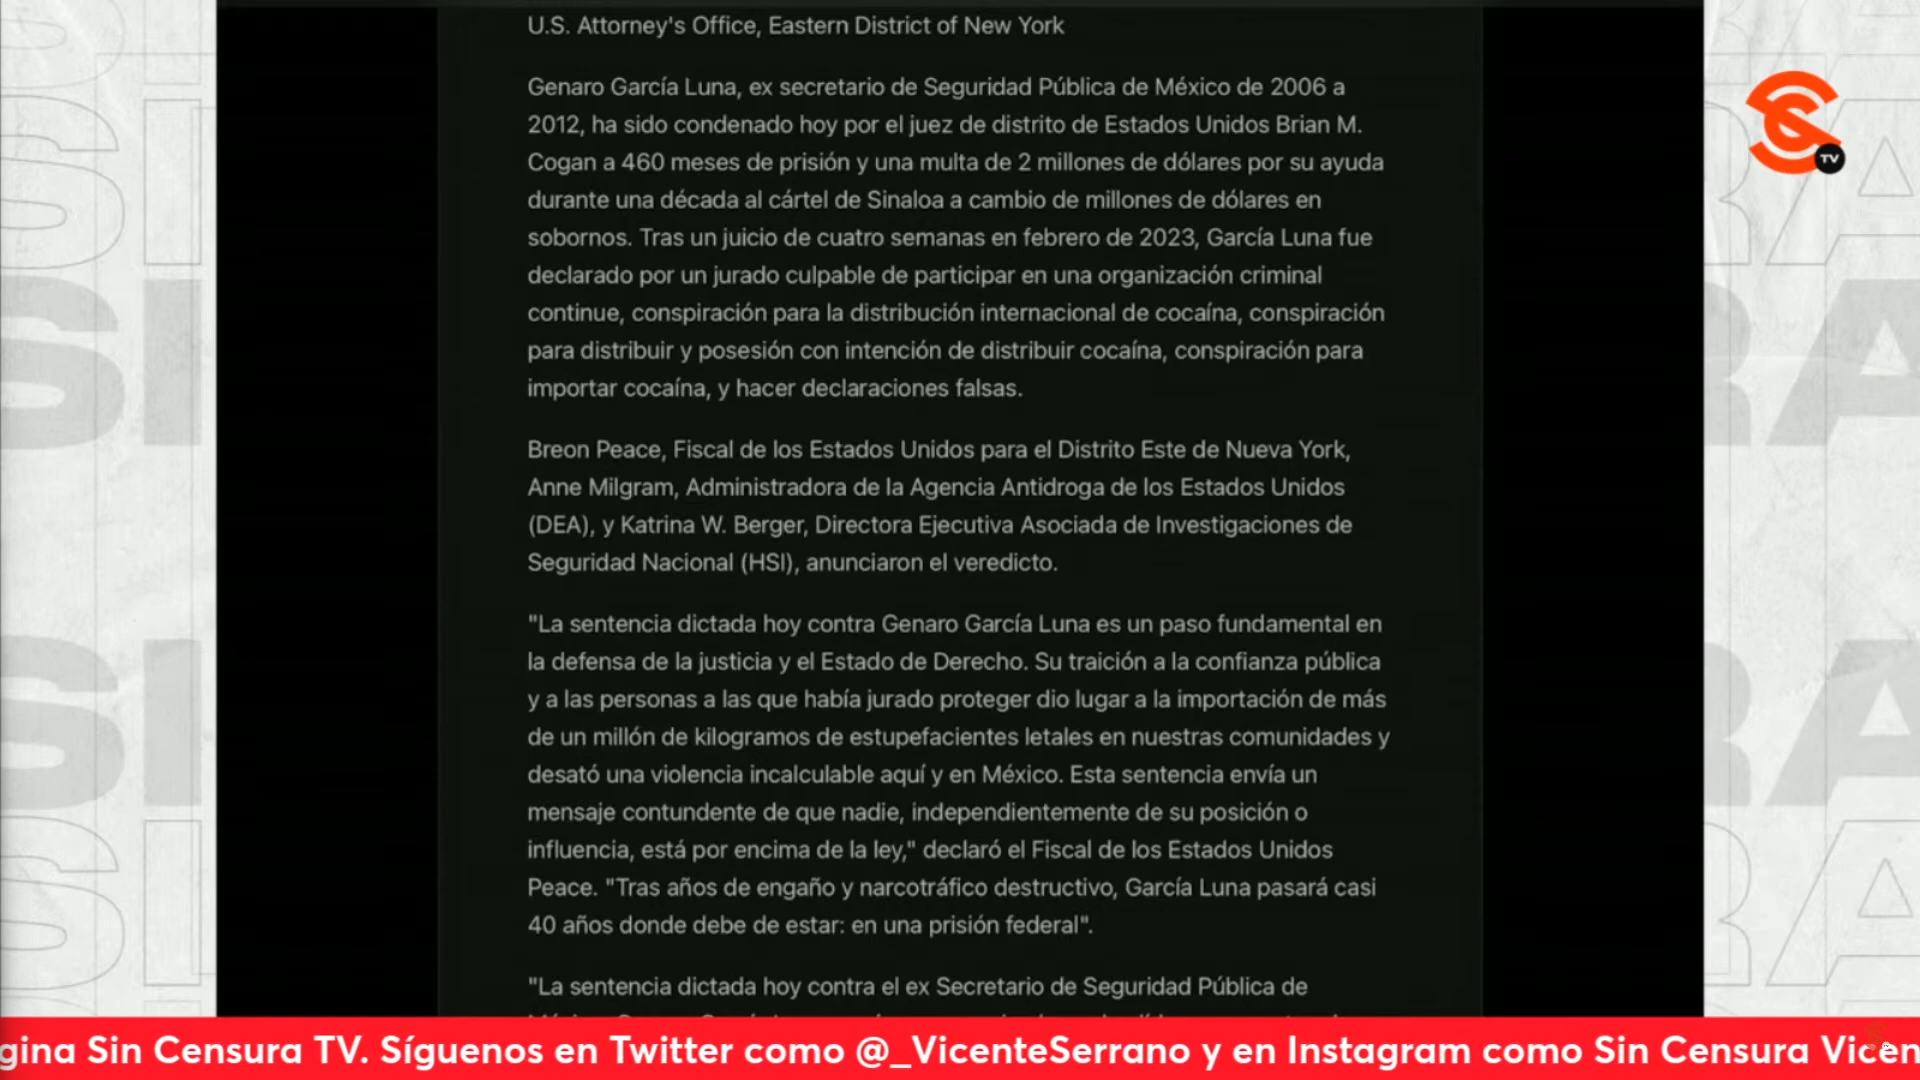 U.S. Attorney's Office, Eastern District of New York
Genaro García Luna, ex secretario de Seguridad Pública de México de 2006 a
2012, ha sido condenado hoy por el juez de distrito de Estados Unidos Brian M.
Cogan a 460 meses de prisión y una multa de 2 millones de dólares por su ayuda
durante una década al cártel de Sinaloa a cambio de millones de dólares en
sobornos. Tras un juicio de cuatro semanas en febrero de 2023, García Luna fue
declarado por un jurado culpable de participar en una organización criminal
continue, conspiración para la distribución internacional de cocaína, conspiración
para distribuir y posesión con intención de distribuir cocaína, conspiración para
importar cocaína, y hacer declaraciones falsas.
Breon Peace, Fiscal de los Estados Unidos para el Distrito Este de Nueva York,
Anne Milgram, Administradora de la Agencia Antidroga de los Estados Unidos
(DEA), y Katrina W. Berger, Directora Ejecutiva Asociada de Investigaciones de
Seguridad Nacional (HSI), anunciaron el veredicto.
"La sentencia dictada hoy contra Genaro García Luna es un paso fundamental en
la defensa de la justicia y el Estado de Derecho. Su traición a la confianza pública
y a las personas a las que había jurado proteger dio lugar a la importación de más
de un millón de kilogramos de estupefacientes letales en nuestras comunidades y
desató una violencia incalculable aquí y en México. Esta sentencia envía un
mensaje contundente de que nadie, independientemente de su posición o
influencia, está por encima de la ley," declaró el Fiscal de los Estados Unidos
Peace. "Tras años de engaño y narcotráfico destructivo, García Luna pasará casi
40 años donde debe de estar: en una prisión federal".
"La sentencia dictada hoy contra el ex Secretario de Seguridad Pública de
TV
gina Sin Censura TV. Síguenos en Twitter como @_VicenteSerrano y en Instagram como Sin Censura Vicen